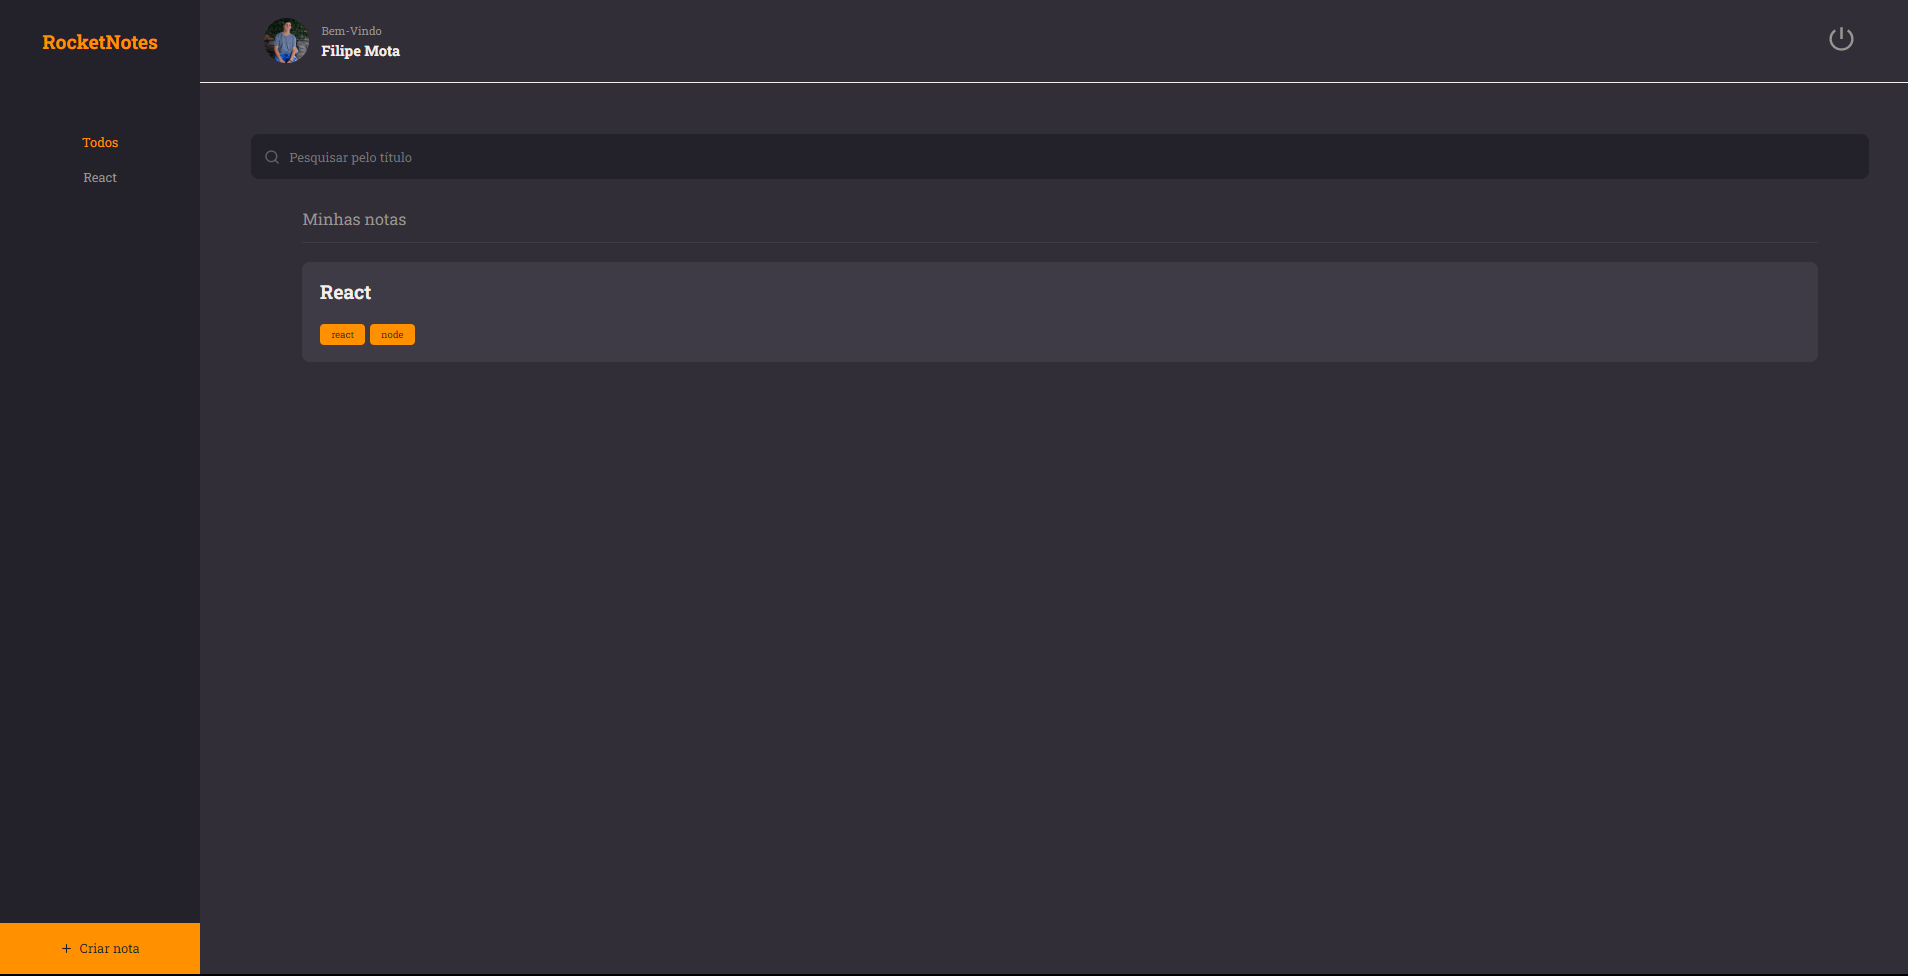 RocketNotes
Bem-Vindo
Filipe Mota
Todos
React
Pesquisar pelo título
Minhas notas
React
react node
+ Criar nota